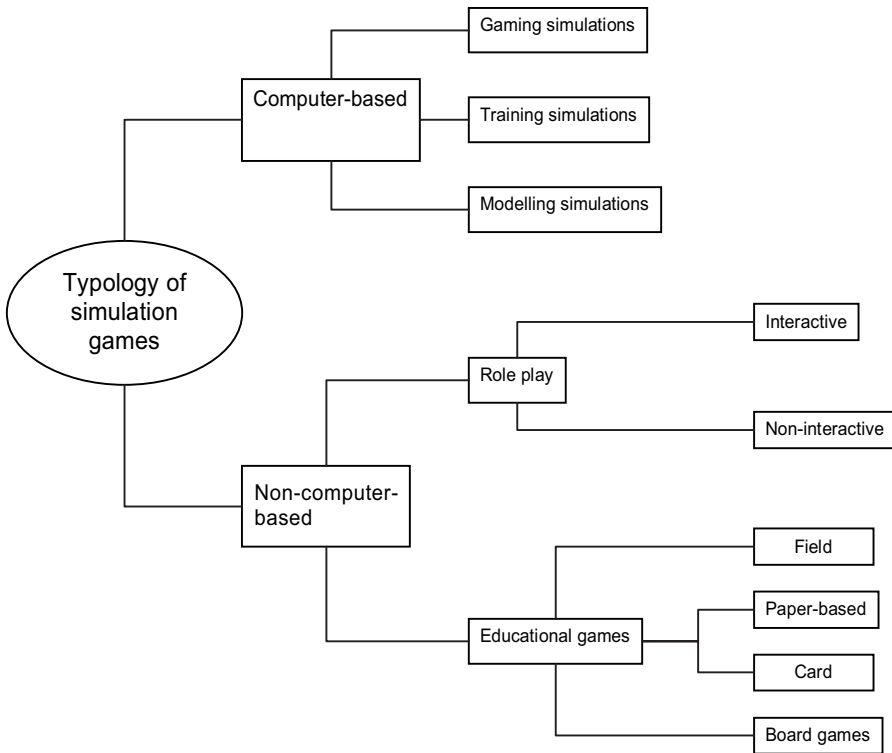 Gaming simulations
Computer-based
Training simulations
Modelling simulations
Typology of
simulation
games
Interactive
Role play
Non-interactive
Non-computer-
based
Field
Paper-based
Educational games
Card
Board games